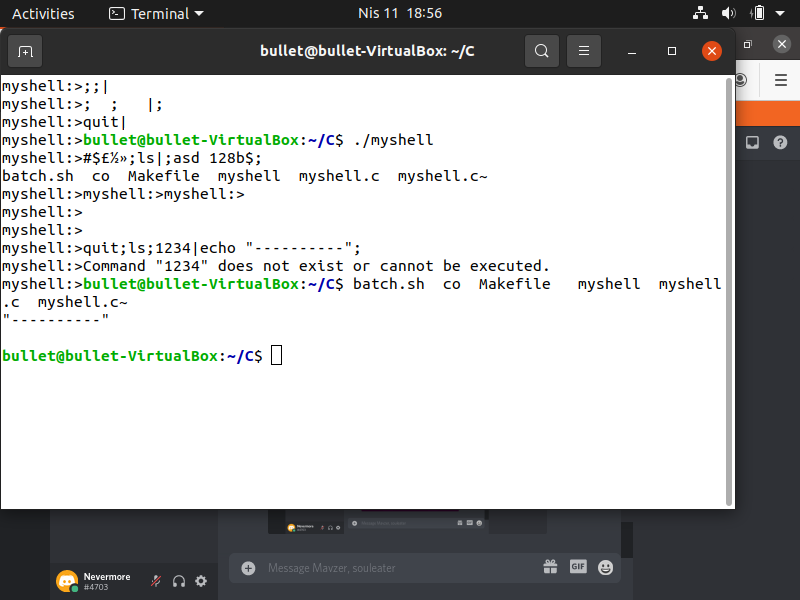 Activities Terminal Nis 11 18:56
bullet@bullet-VirtualBox: ~/C
myshell:>;;|
myshell:>; ; |;
myshell:>quit|
myshell:>bullet@bullet-VirtualBox:~/C$ ./myshell
myshell:>#$£½»;ls|;asd 128b$;
batch.sh co Makefile myshell myshell.c myshell.c~
myshell:>myshell:>myshell:>
myshell:>
myshell:>
myshell:>quit;ls;1234|echo "----------";
myshell:>Command "1234" does not exist or cannot be executed.
myshell:>bullet@bullet-VirtualBox:~/C$ batch.sh co Makefile myshell myshell
.c myshell.c~
"----------"
bullet@bullet-VirtualBox:~/C$
Nevermore
Message Mavzer, souleater
GIF
Nevermore
#4703